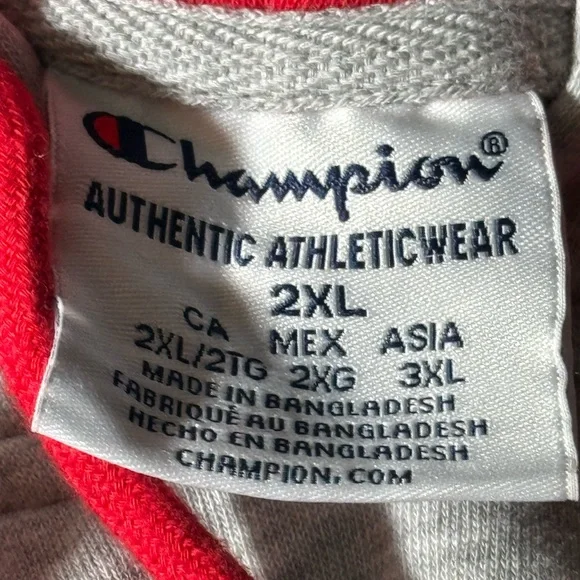 Champion®
AUTHENTIC ATHLETICWEAR
2XL
CA MEX ASIA
2XL/2TG 2XG 3XL
MADE IN BANGLADESH
FABRIQUÉ AU BANGLADESH
HECHO EN BANGLADESH
CHAMPION.COM